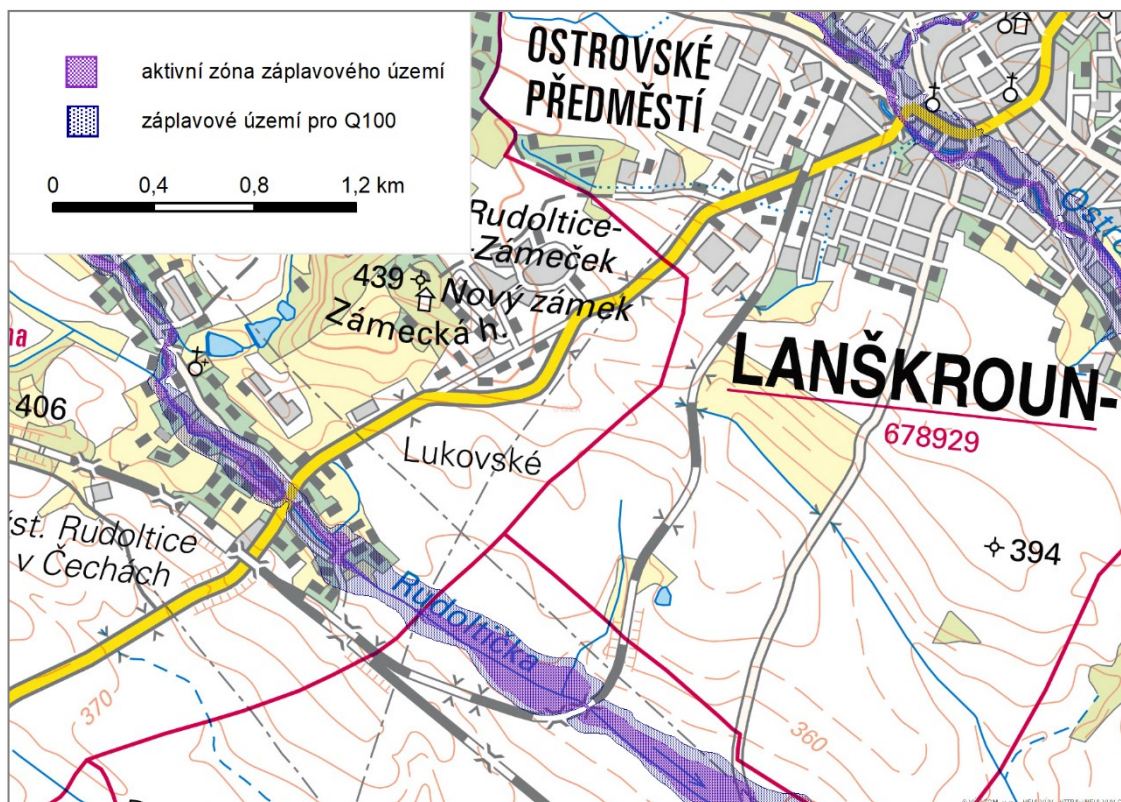 aktivní zóna záplavového území
záplavové území pro Q100
0 0,4 0,8 1,2 km
OSTROVSKÉ
PŘEDMĚSTÍ
Rudoltice-
Zámeček
439
Nový zámek
Zámecká h.
LANŠKROUN-
678929
406
Lukovské
st. Rudoltice
v Čechách
394
Rudoltička
370
360